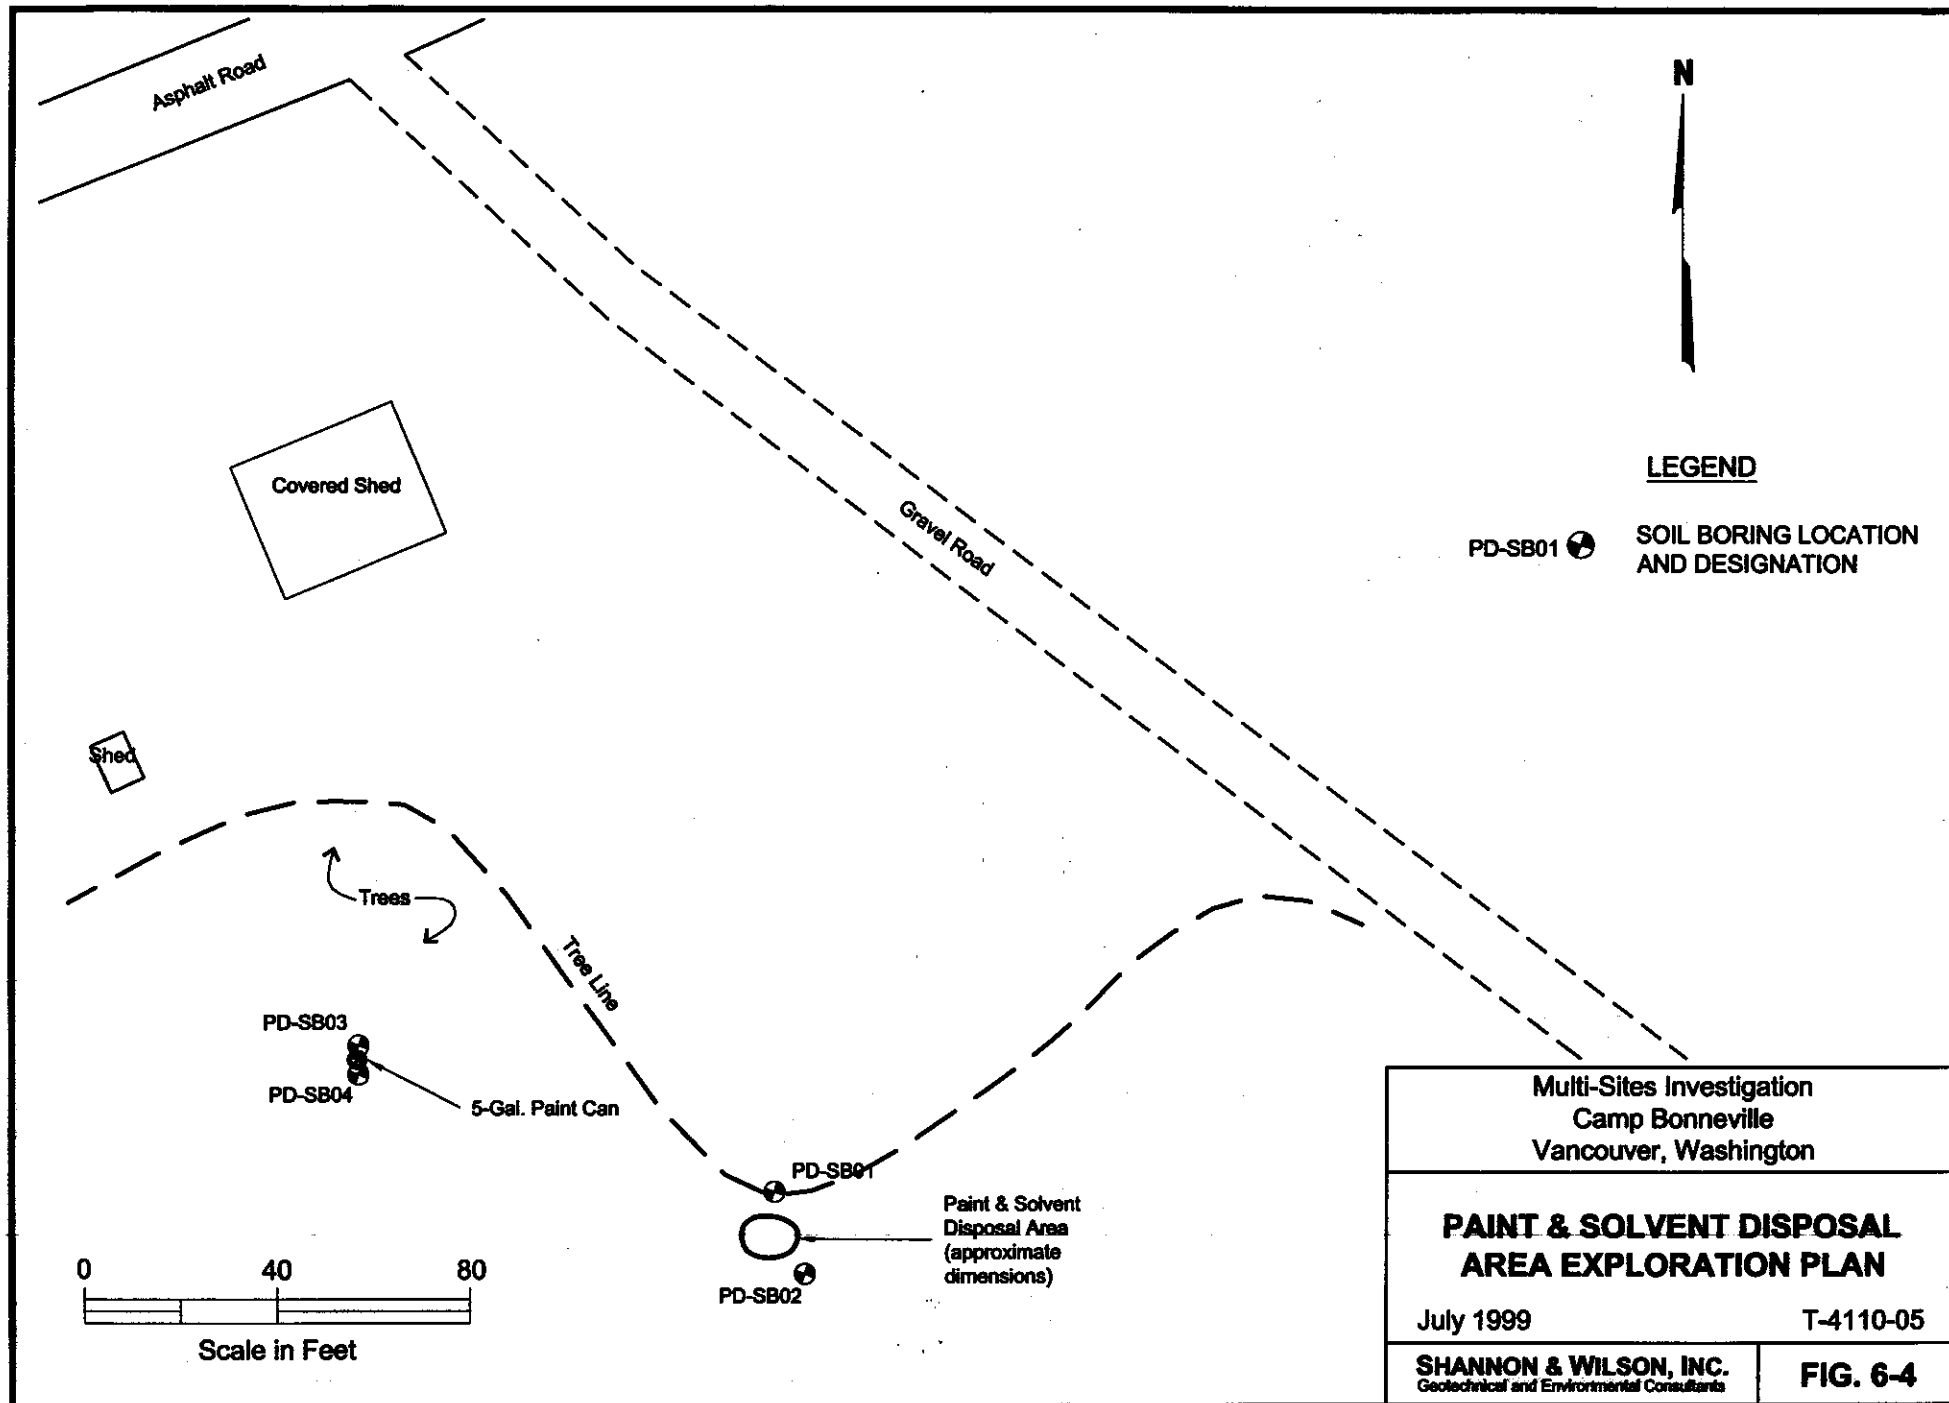 Asphalt Road
N
Covered Shed
Gravel Road
LEGEND
PD-SB01
SOIL BORING LOCATION
AND DESIGNATION
Shed
Trees
Tree Line
PD-SB03
PD-SB04
5-Gal. Paint Can
PD-SB01
Paint & Solvent
Disposal Area
(approximate
dimensions)
PD-SB02
0 40 80
Scale in Feet
Multi-Sites Investigation
Camp Bonneville
Vancouver, Washington
PAINT & SOLVENT DISPOSAL
AREA EXPLORATION PLAN
July 1999 T-4110-05
SHANNON & WILSON, INC.
Geotechnical and Environmental Consultants
FIG. 6-4